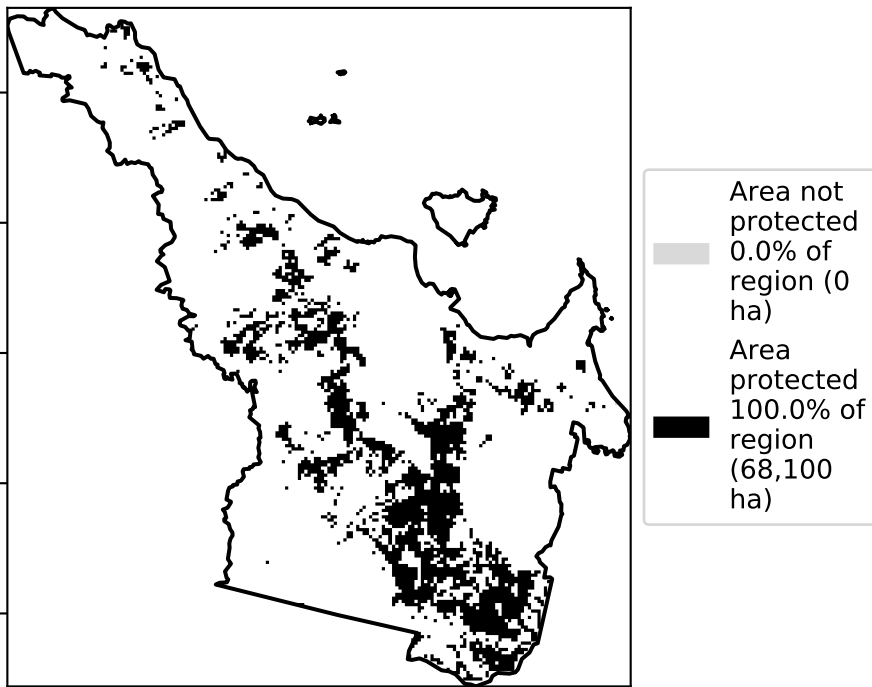 Area not
protected
0.0% of
region (0
ha)
Area
protected
100.0% of
region
(68,100
ha)